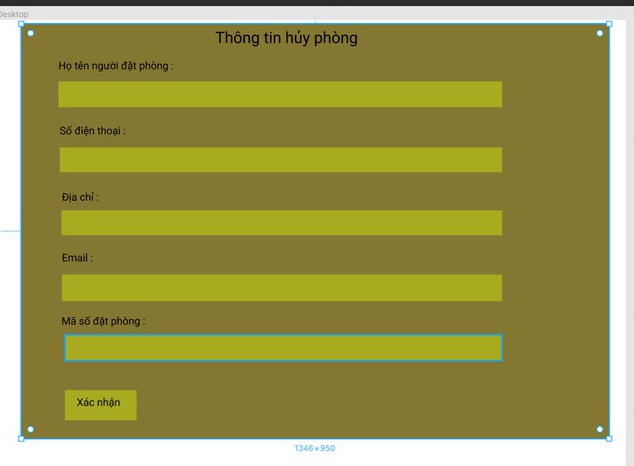 Desktop
Thông tin hủy phòng
Họ tên người đặt phòng :
Số điện thoại :
Địa chỉ :
Email :
Mã số đặt phòng :
Xác nhận
1346 × 950